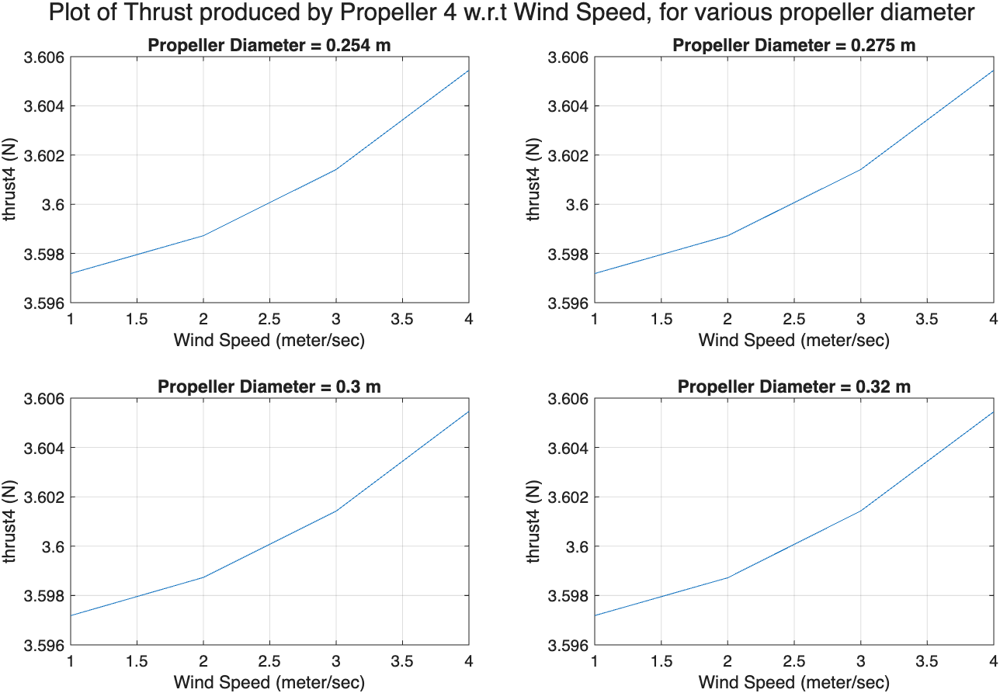 Plot of Thrust produced by Propeller 4 w.r.t Wind Speed, for various propeller diameter
Propeller Diameter = 0.254 m
3.606
3.604
3.602
3.6
3.598
3.596
thrust4 (N)
1 1.5 2 2.5 3 3.5 4
Wind Speed (meter/sec)
Propeller Diameter = 0.275 m
3.606
3.604
3.602
3.6
3.598
3.596
thrust4 (N)
1 1.5 2 2.5 3 3.5 4
Wind Speed (meter/sec)
Propeller Diameter = 0.3 m
3.606
3.604
3.602
3.6
3.598
3.596
thrust4 (N)
1 1.5 2 2.5 3 3.5 4
Wind Speed (meter/sec)
Propeller Diameter = 0.32 m
3.606
3.604
3.602
3.6
3.598
3.596
thrust4 (N)
1 1.5 2 2.5 3 3.5 4
Wind Speed (meter/sec)